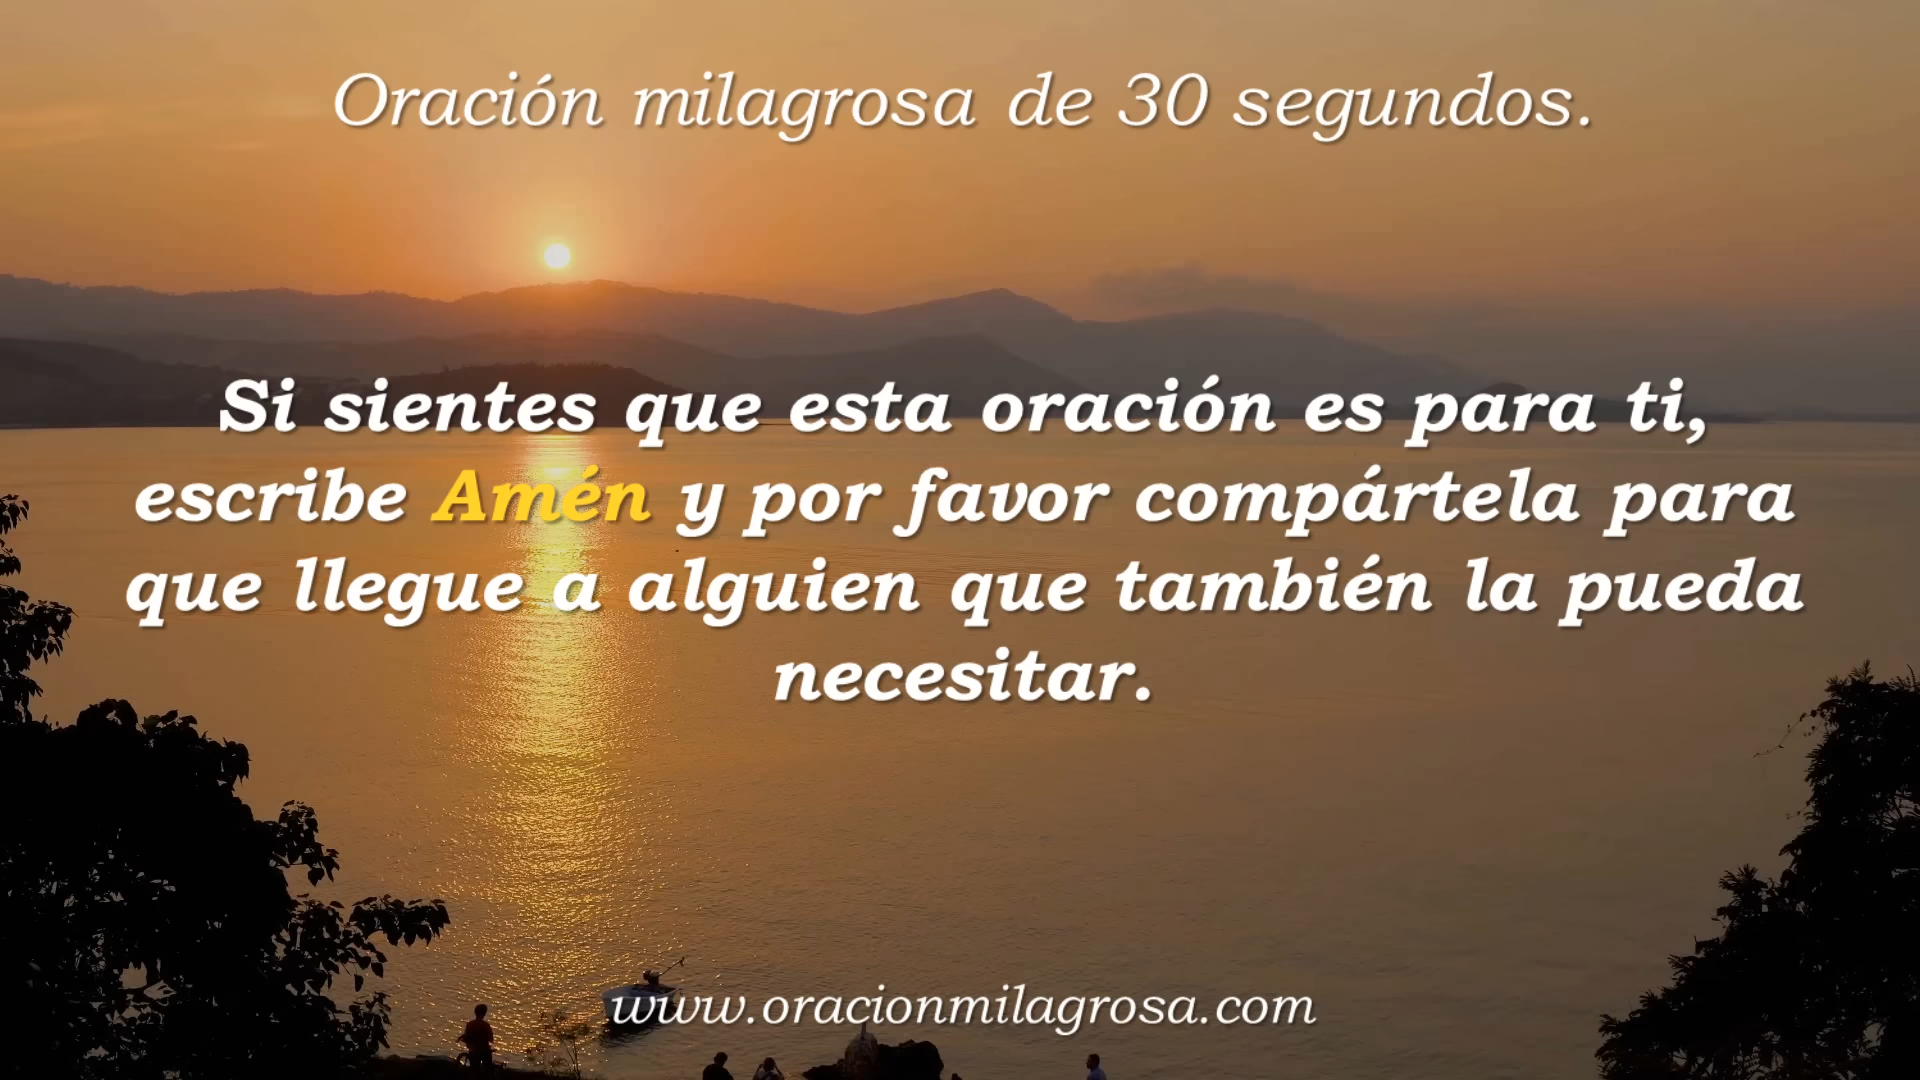 Oración milagrosa de 30 segundos.
Si sientes que esta oración es para ti,
escribe Amén y por favor compártela para
que llegue a alguien que también la pueda
necesitar.
www.oracionmilagrosa.com